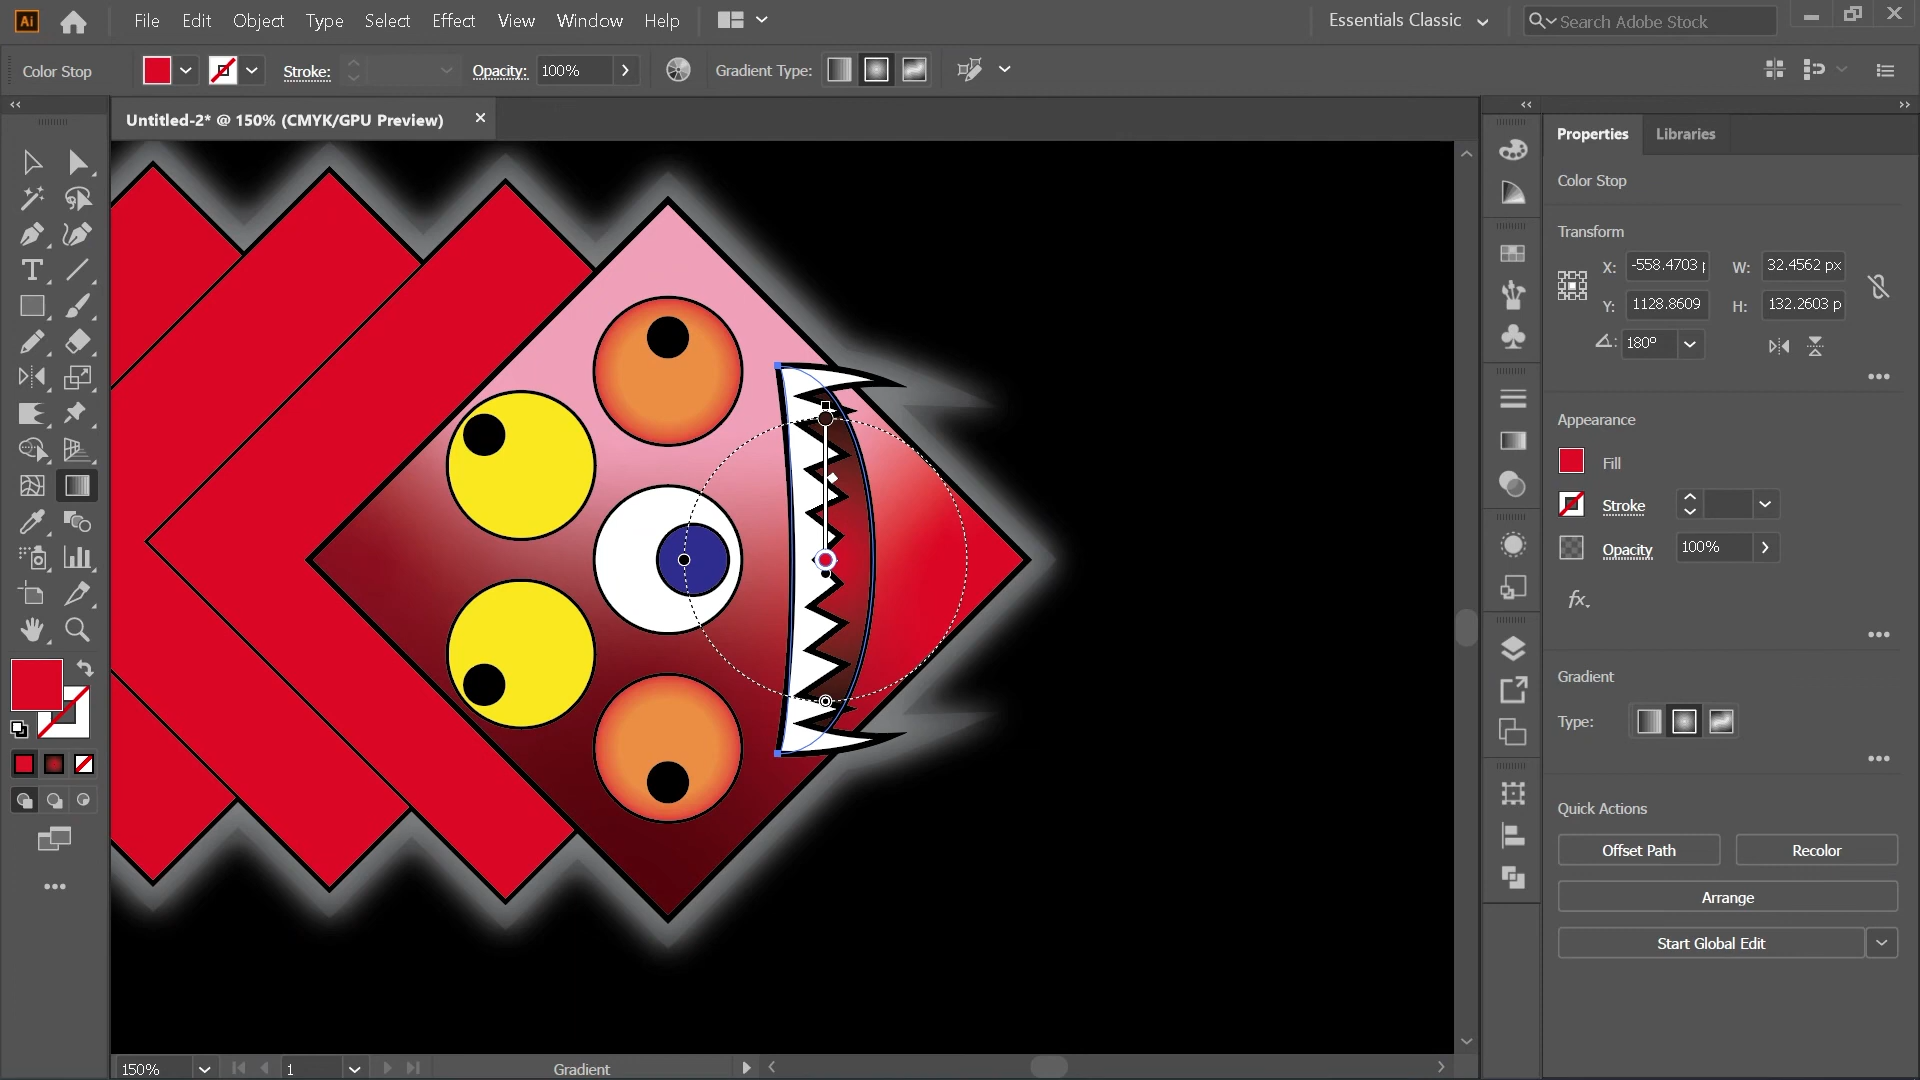 Ai File Edit Object Type Select Effect View Window Help Essentials Classic Search Adobe Stock
Color Stop Stroke: Opacity: 100% Gradient Type:
Untitled-2* @ 150% (CMYK/GPU Preview)
Properties Libraries
Color Stop
Transform
X: -558.4703 W: 32.4562 px
Y: 1128.8609 H: 132.2603 p
180°
Appearance
Fill
Stroke
Opacity 100%
fx.
Gradient
Type:
Quick Actions
Offset Path Recolor
Arrange
Start Global Edit
150% 1 Gradient